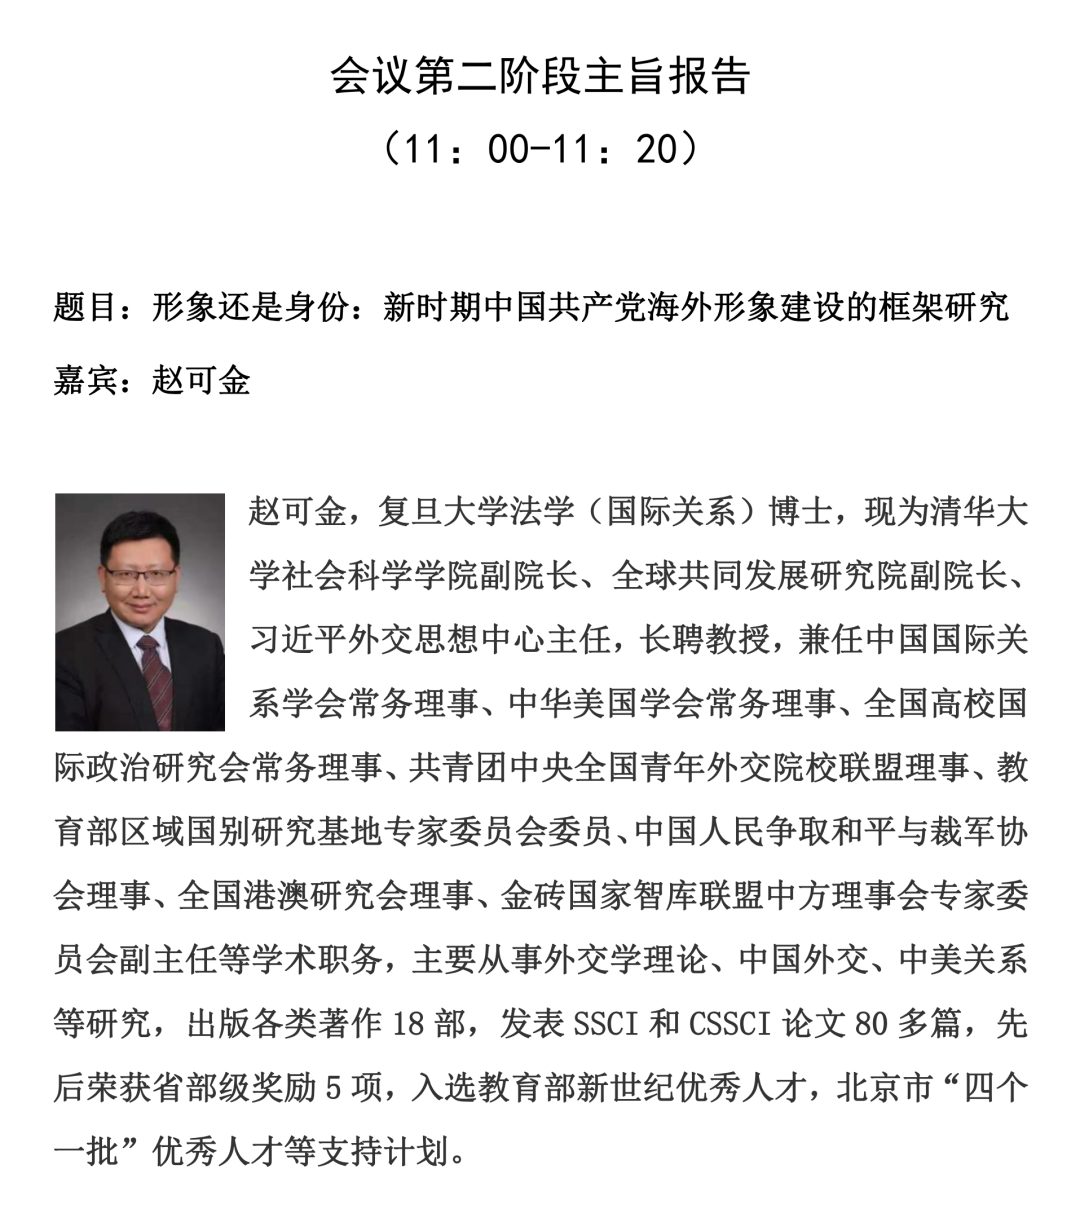 会议第二阶段主旨报告
（11：00-11：20）
题目：形象还是身份：新时期中国共产党海外形象建设的框架研究
嘉宾：赵可金
赵可金，复旦大学法学（国际关系）博士，现为清华大
学社会科学学院副院长、全球共同发展研究院副院长、
习近平外交思想中心主任，长聘教授，兼任中国国际关
系学会常务理事、中华美国学会常务理事、全国高校国
际政治研究会常务理事、共青团中央全国青年外交院校联盟理事、教
育部区域国别研究基地专家委员会委员、中国人民争取和平与裁军协
会理事、全国港澳研究会理事、金砖国家智库联盟中方理事会专家委
员会副主任等学术职务，主要从事外交学理论、中国外交、中美关系
等研究，出版各类著作 18 部，发表 SSCI 和 CSSCI 论文 80 多篇，先
后荣获省部级奖励 5 项，入选教育部新世纪优秀人才，北京市“四个
一批”优秀人才等支持计划。